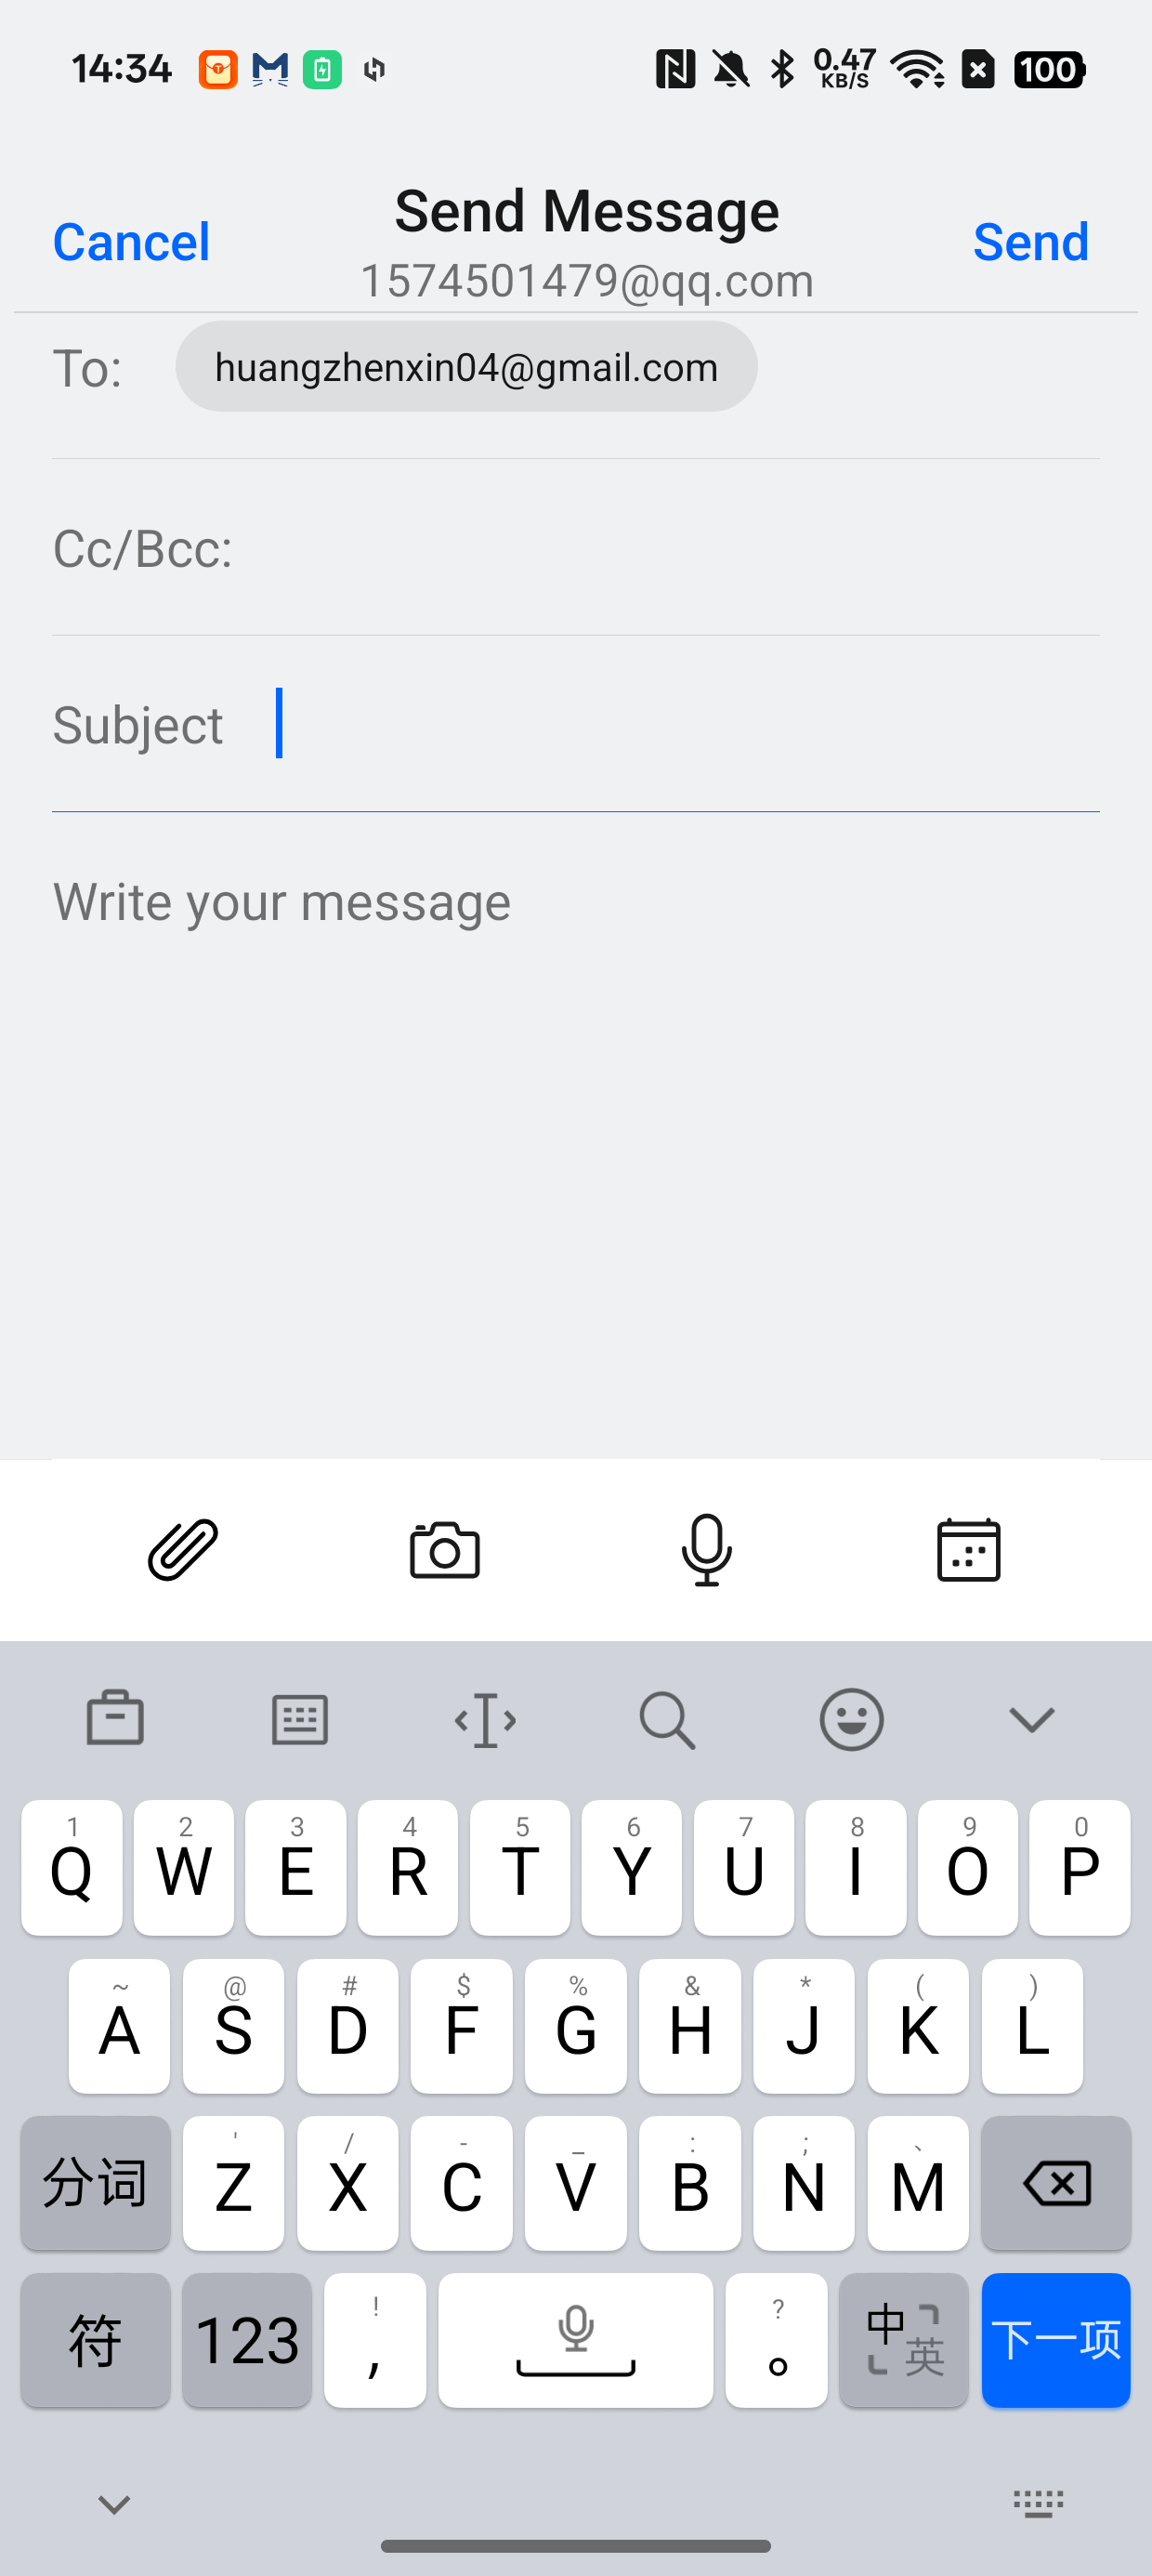 14:34 0.47 KB/S 100
Send Message
Cancel Send
1574501479@qq.com
To: huangzhenxin04@gmail.com
Cc/Bcc:
Subject
Write your message
1 2 3 4 5 6 7 8 9 0
Q W E R T Y U I O P
~ @ # $ % & * ( )
A S D F G H J K L
' / - _ : ; 、
分词 Z X C V B N M
! ?
符 123 , 。 中英 下一项